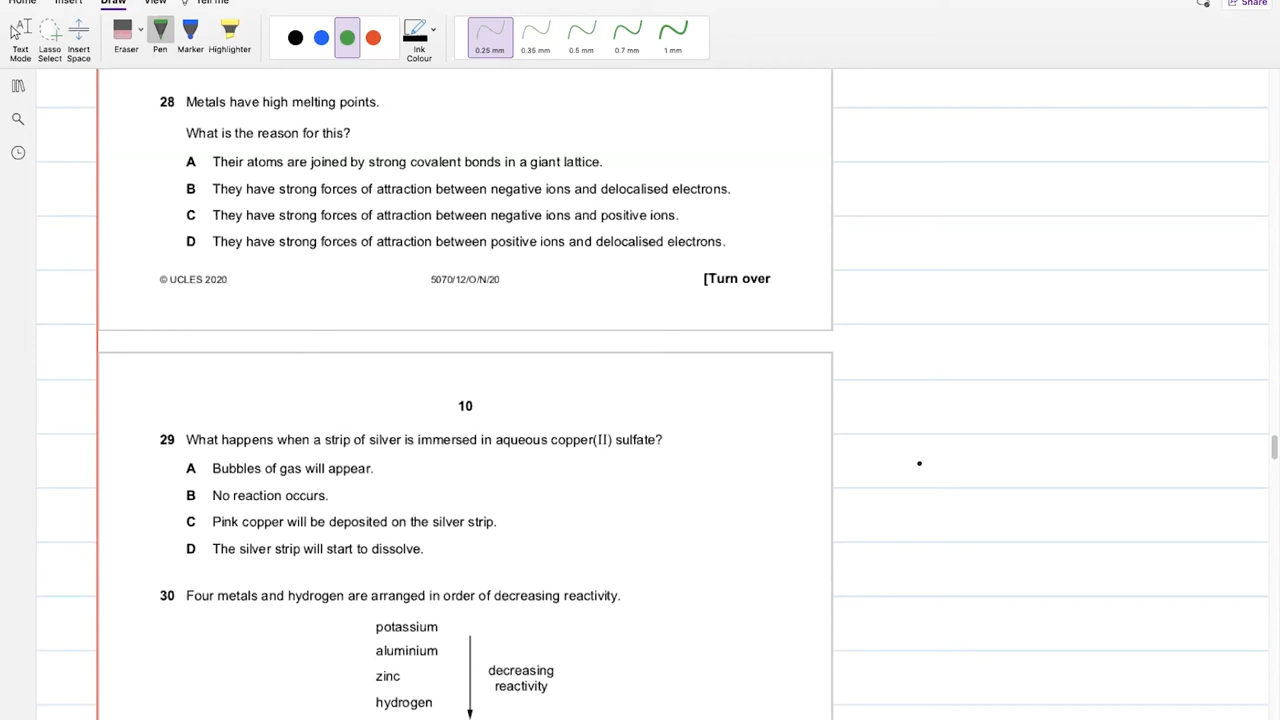 Home Insert Draw View Tell me
Share
Text Mode
Lasso Select
Insert Space
Eraser
Pen
Marker
Highlighter
Ink Colour
0.25 mm
0.35 mm
0.5 mm
0.7 mm
1 mm
28 Metals have high melting points.
What is the reason for this?
A Their atoms are joined by strong covalent bonds in a giant lattice.
B They have strong forces of attraction between negative ions and delocalised electrons.
C They have strong forces of attraction between negative ions and positive ions.
D They have strong forces of attraction between positive ions and delocalised electrons.
© UCLES 2020 5070/12/O/N/20 [Turn over
10
29 What happens when a strip of silver is immersed in aqueous copper(II) sulfate?
A Bubbles of gas will appear.
B No reaction occurs.
C Pink copper will be deposited on the silver strip.
D The silver strip will start to dissolve.
30 Four metals and hydrogen are arranged in order of decreasing reactivity.
potassium
aluminium
zinc
hydrogen
decreasing
reactivity